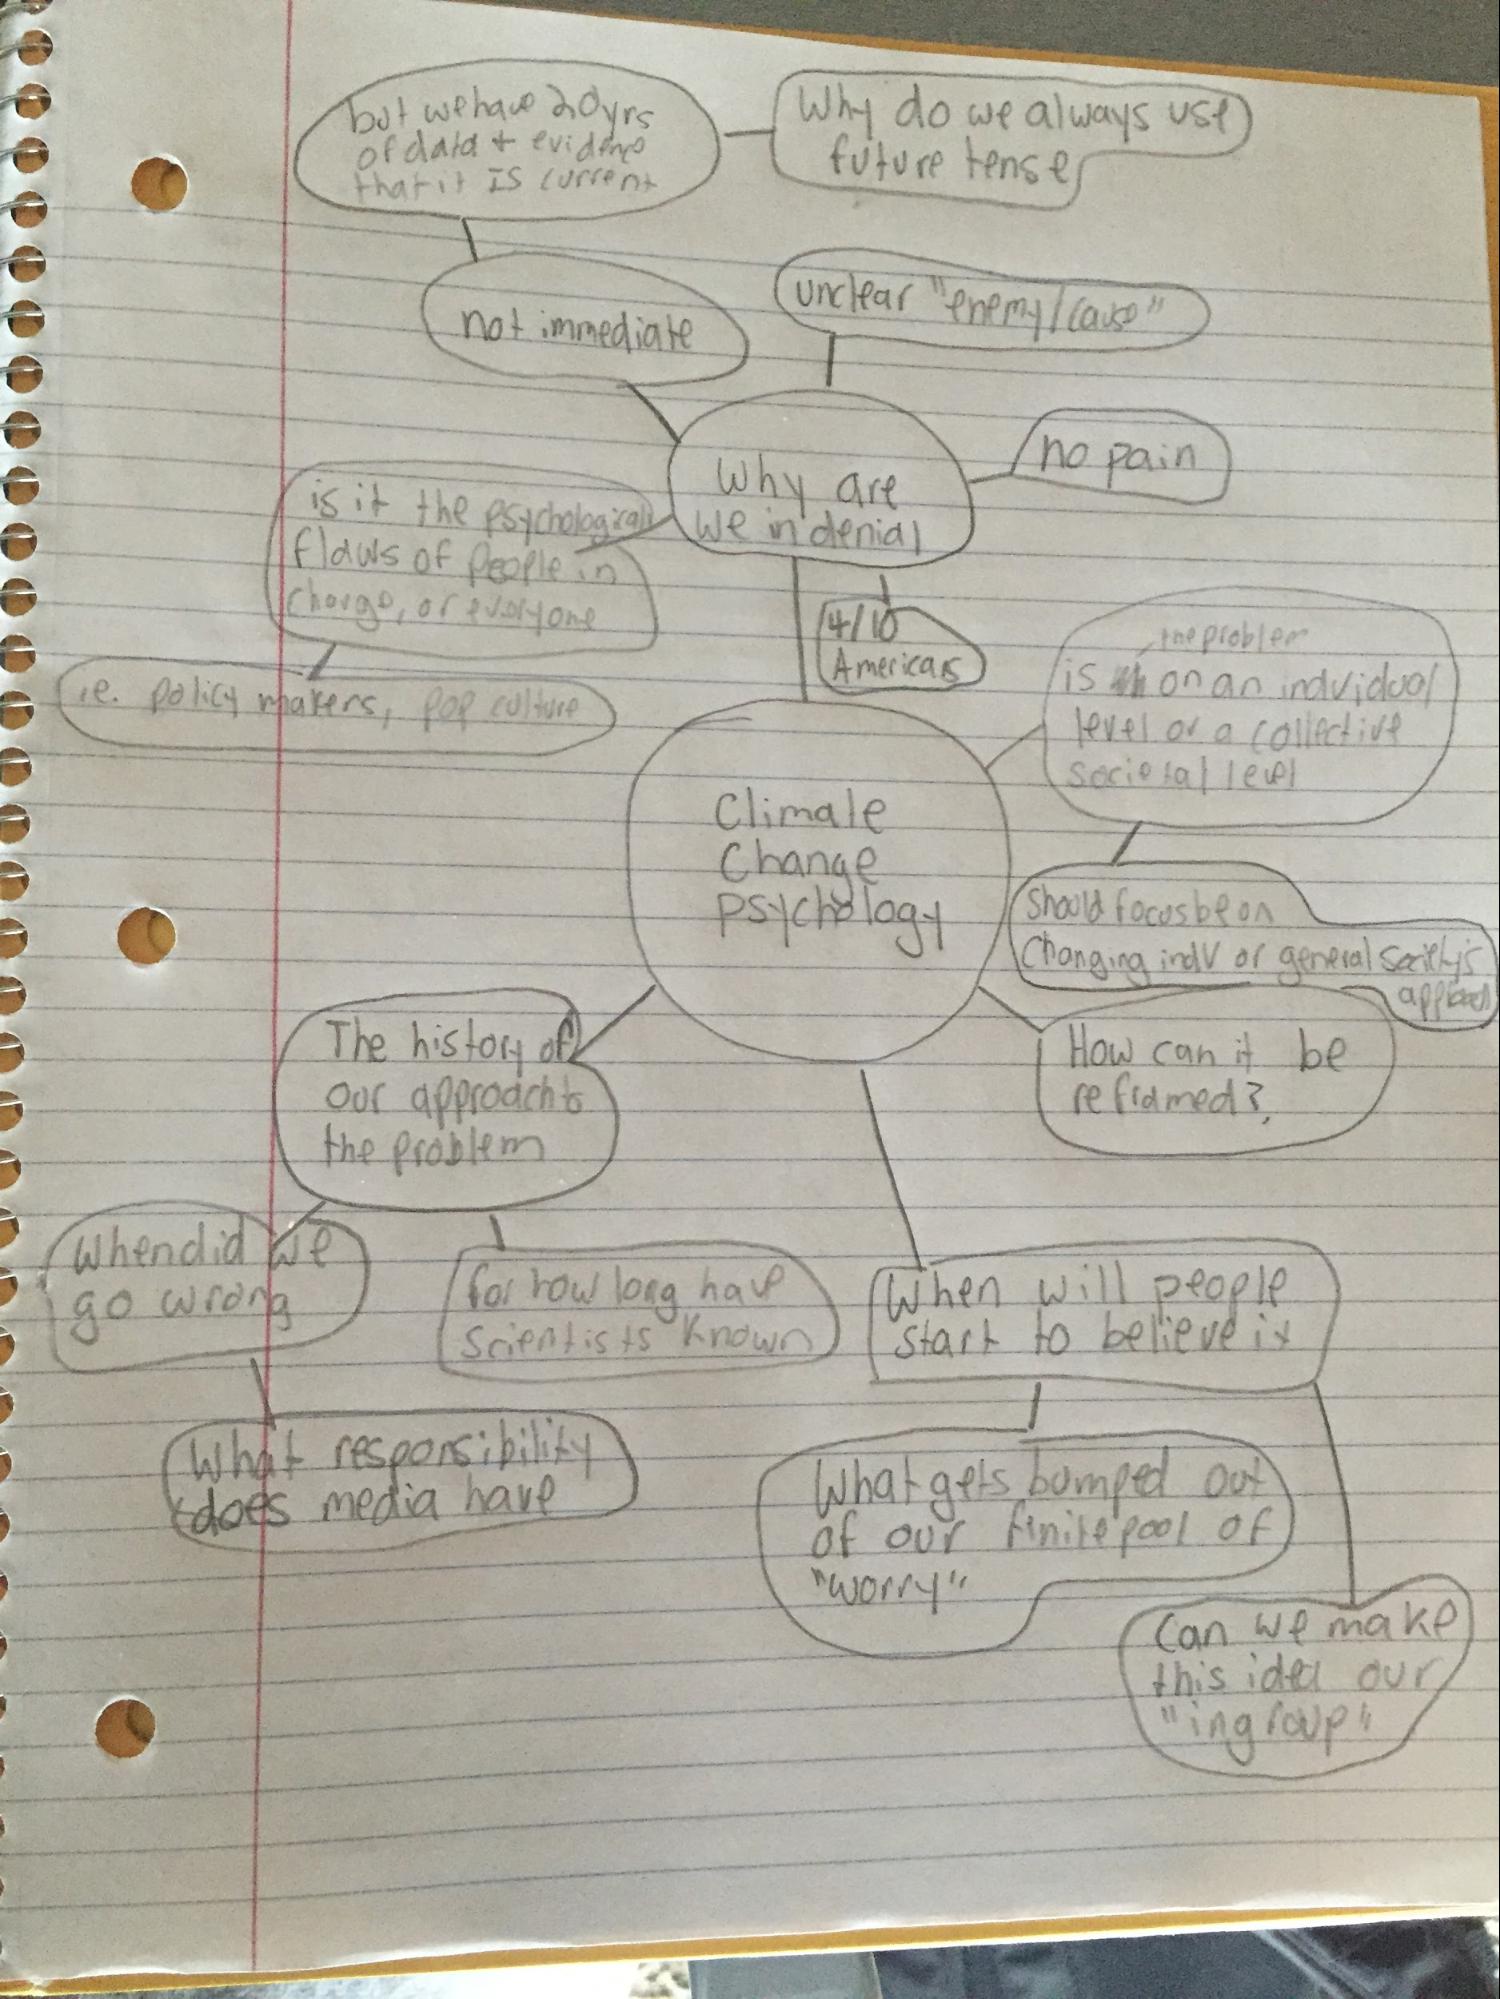 but we have 20yrs
of data + evidence
that it IS current
Why do we always use
future tense
not immediate
unclear "enemy/cause"
no pain
Why are
we in denial
is it the psychological
flaws of people in
charge, or everyone
i.e. policy makers, pop culture
4/10
Americans
the problem
is on an indvidual
level or a collective
societal level
Climate
Change
psychology
Should focus be on
Changing indv or general society's
approach
The history of
our approach to
the problem
How can it be
reframed?
When did we
go wrong
for how long have
scientists known
When will people
start to believe it
What responsibility
does media have
What gets bumped out
of our finite pool of
"worry"
Can we make
this idea our
"ingroup"